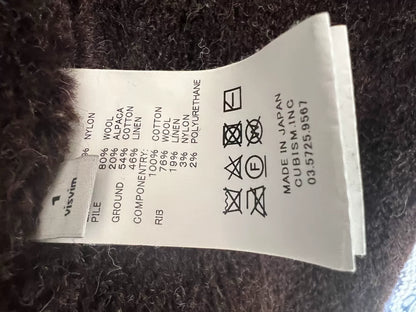 1
visvim
% NYLON
PILE 80% WOOL
20% ALPACA
GROUND 54% COTTON
46% LINEN
COMPONENTRY:
100% COTTON
RIB 76% WOOL
19% LINEN
3% NYLON
2% POLYURETHANE
F
MADE IN JAPAN
CUBISM.INC
03.5725.9567